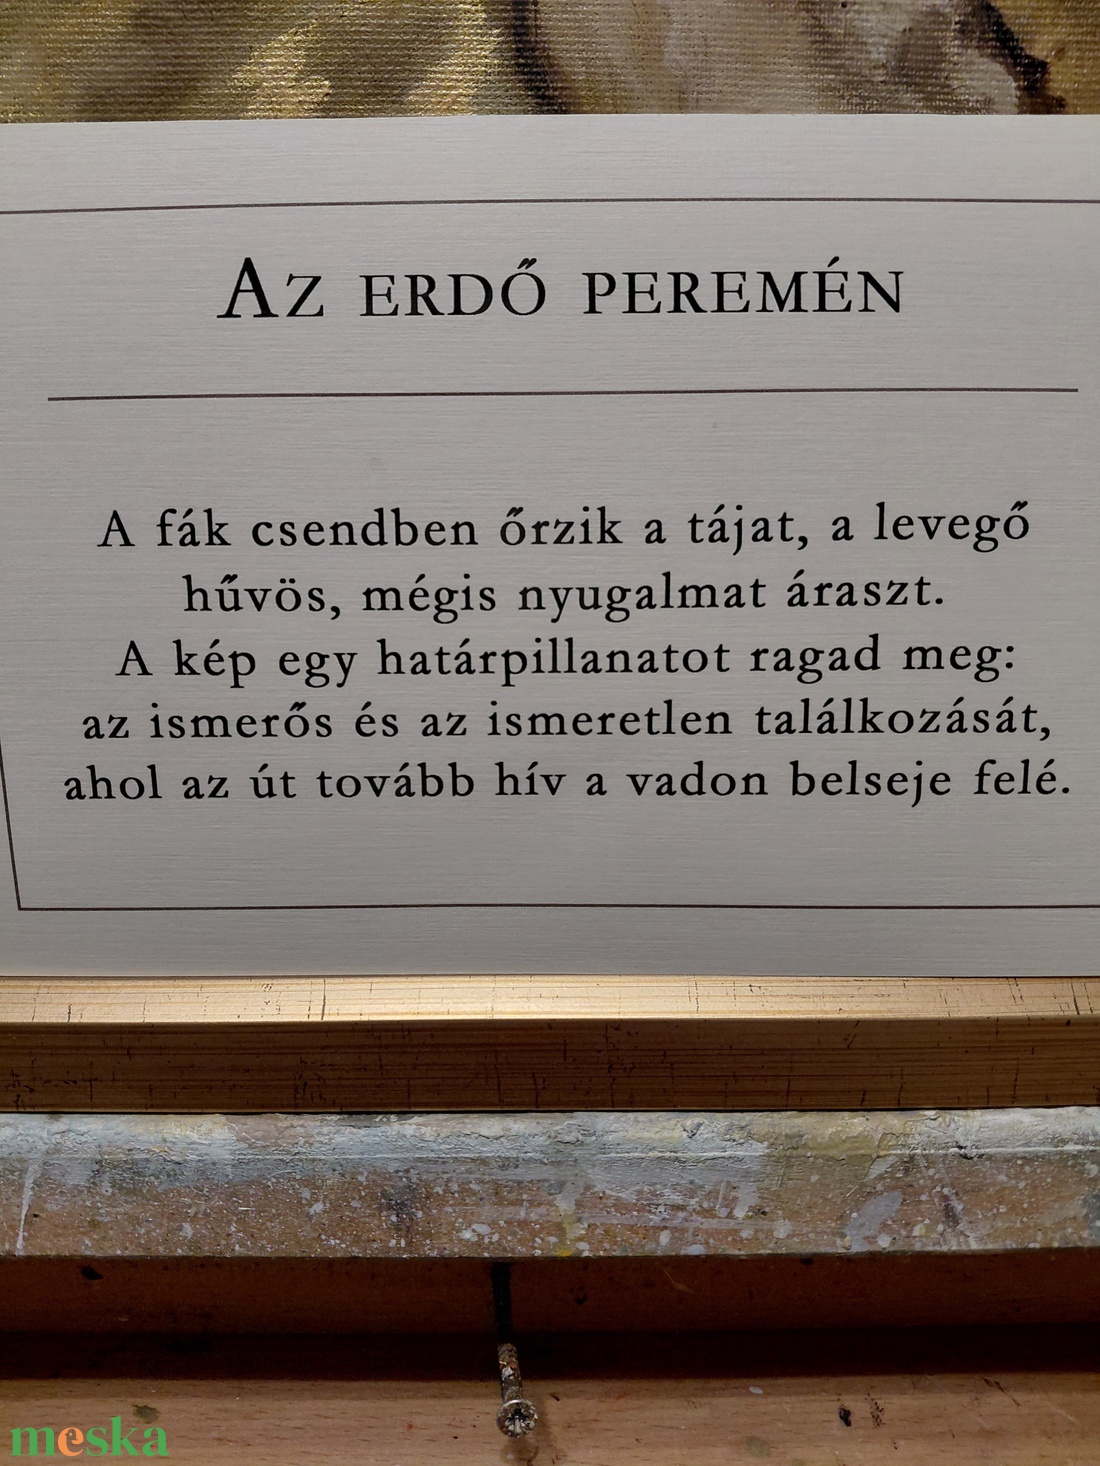 Az erdő peremén
A fák csendben őrzik a tájat, a levegő
hűvös, mégis nyugalmat áraszt.
A kép egy határpillanatot ragad meg:
az ismerős és az ismeretlen találkozását,
ahol az út tovább hív a vadon belseje felé.
meska